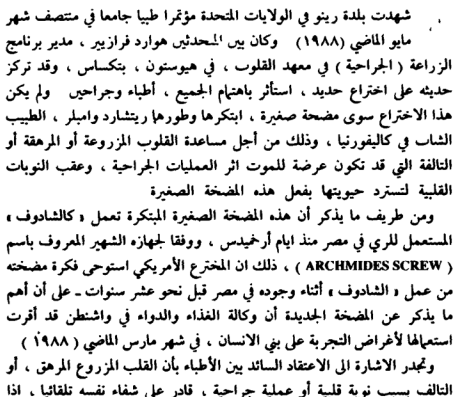 شهدت بلدة رينو في الولايات المتحدة مؤتمرا طبيا جامعا في منتصف شهر
مايو الماضي (١٩٨٨) وكان بين المتحدثين هوارد فرازيير ، مدير برنامج
الزراعة ( الجراحية ) في معهد القلوب ، في هيوستون ، بتكساس ، وقد تركز
حديثه على اختراع حديد ، استأثر باهتمام الجميع ، أطباء وجراحين ولم يكن
هذا الاختراع سوى مضحة صغيرة ، ابتكرها وطورها ريتشارد وامبلر ، الطبيب
الشاب في كاليفورنيا ، وذلك من أجل مساعدة القلوب المزروعة أو المرهقة أو
التالفة التي قد تكون عرضة للموت اثر العمليات الجراحية ، وعقب النوبات
القلبية لتسترد حيويتها بفعل هذه المضخة الصغيرة
ومن طريف ما يذكر أن هذه المضخة الصغيرة المبتكرة تعمل « كالشادوف »
المستعمل للري في مصر منذ ايام أرخميدس ، ووفقا لجهازه الشهير المعروف باسم
( ARCHMIDES SCREW ) ، ذلك ان المخترع الأمريكي استوحى فكرة مضخته
من عمل « الشادوف » أثناء وجوده في مصر قبل نحو عشر سنوات ـ على أن أهم
ما يذكر عن المضخة الجديدة أن وكالة الغذاء والدواء في واشنطن قد أقرت
استعمالها لأغراض التجربة على بني الانسان ، في شهر مارس الماضي ( ١٩٨٨ )
وتجدر الاشارة الى الاعتقاد السائد بين الأطباء بأن القلب المزروع المرهق ، أو
التالف بسبب نوبة قلبية أو عملية جراحية ، قادر على شفاء نفسه تلقائيا ، اذا